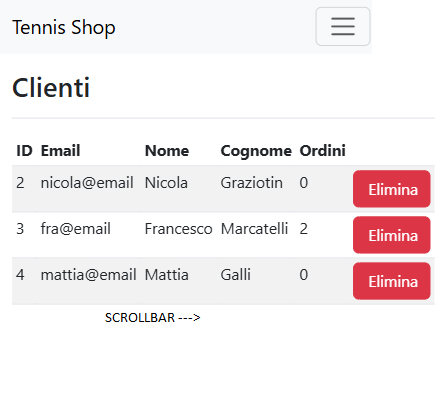 Tennis Shop
Clienti
ID Email Nome Cognome Ordini
2 nicola@email Nicola Graziotin 0 Elimina
3 fra@email Francesco Marcatelli 2 Elimina
4 mattia@email Mattia Galli 0 Elimina
SCROLLBAR --->